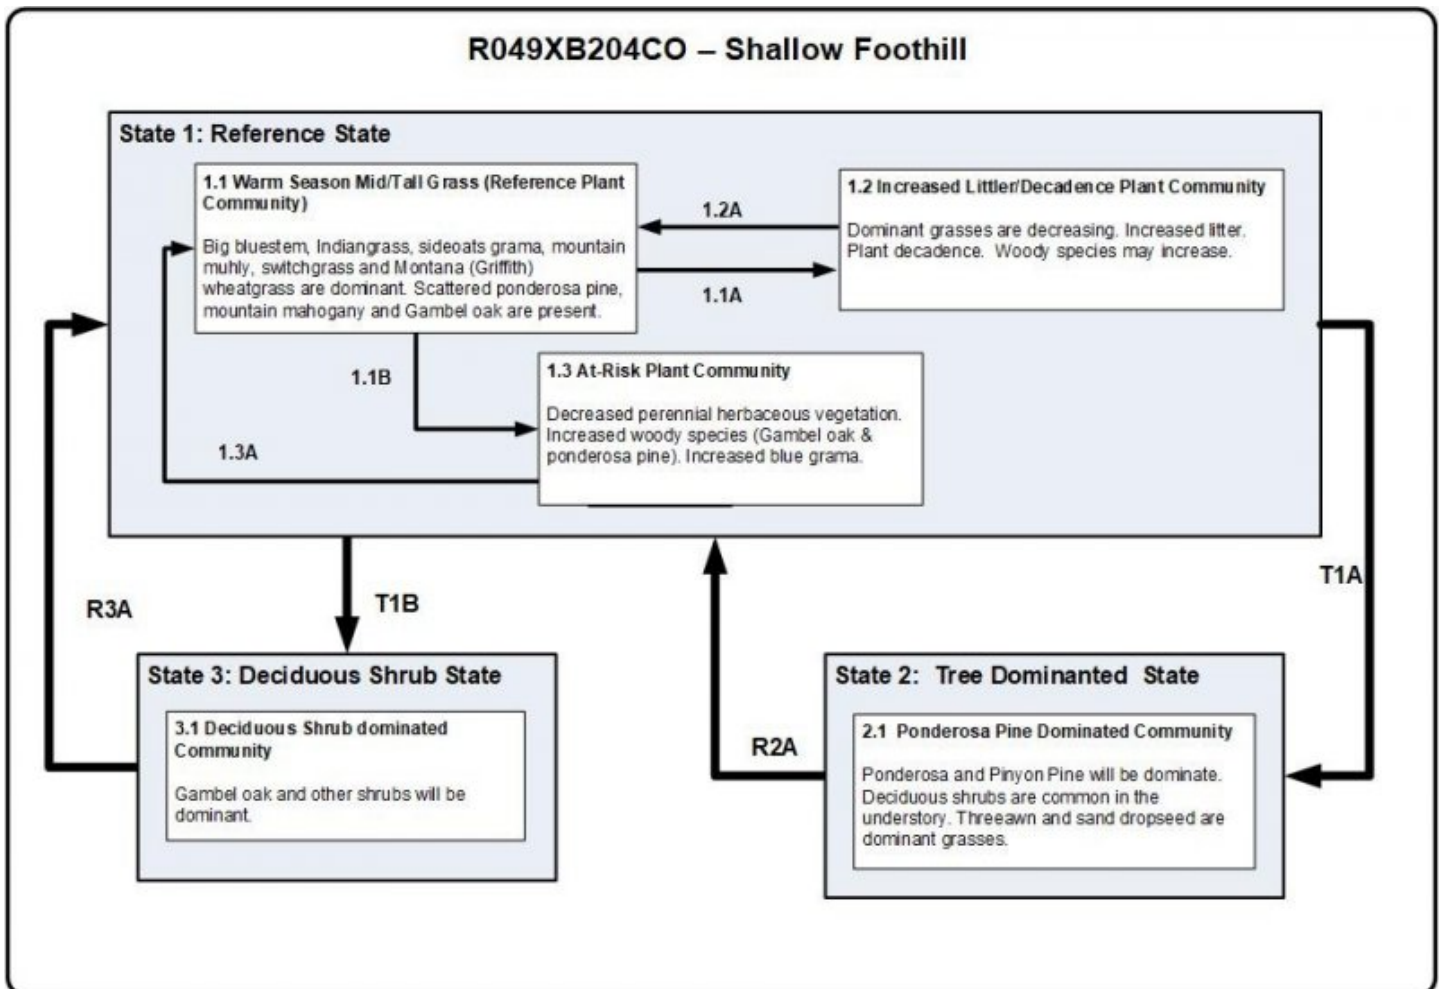 R049XB204CO – Shallow Foothill
State 1: Reference State
1.1 Warm Season Mid/Tall Grass (Reference Plant
Community)
Big bluestem, Indiangrass, sideoats grama, mountain
muhly, switchgrass and Montana (Griffith)
wheatgrass are dominant. Scattered ponderosa pine,
mountain mahogany and Gambel oak are present.
1.2A
1.1A
1.2 Increased Littler/Decadence Plant Community
Dominant grasses are decreasing. Increased litter.
Plant decadence. Woody species may increase.
1.1B
1.3A
1.3 At-Risk Plant Community
Decreased perennial herbaceous vegetation.
Increased woody species (Gambel oak &
ponderosa pine). Increased blue grama.
R3A
T1B
R2A
T1A
State 3: Deciduous Shrub State
3.1 Deciduous Shrub dominated
Community
Gambel oak and other shrubs will be
dominant.
State 2: Tree Dominanted State
2.1 Ponderosa Pine Dominated Community
Ponderosa and Pinyon Pine will be dominate.
Deciduous shrubs are common in the
understory. Threeawn and sand dropseed are
dominant grasses.